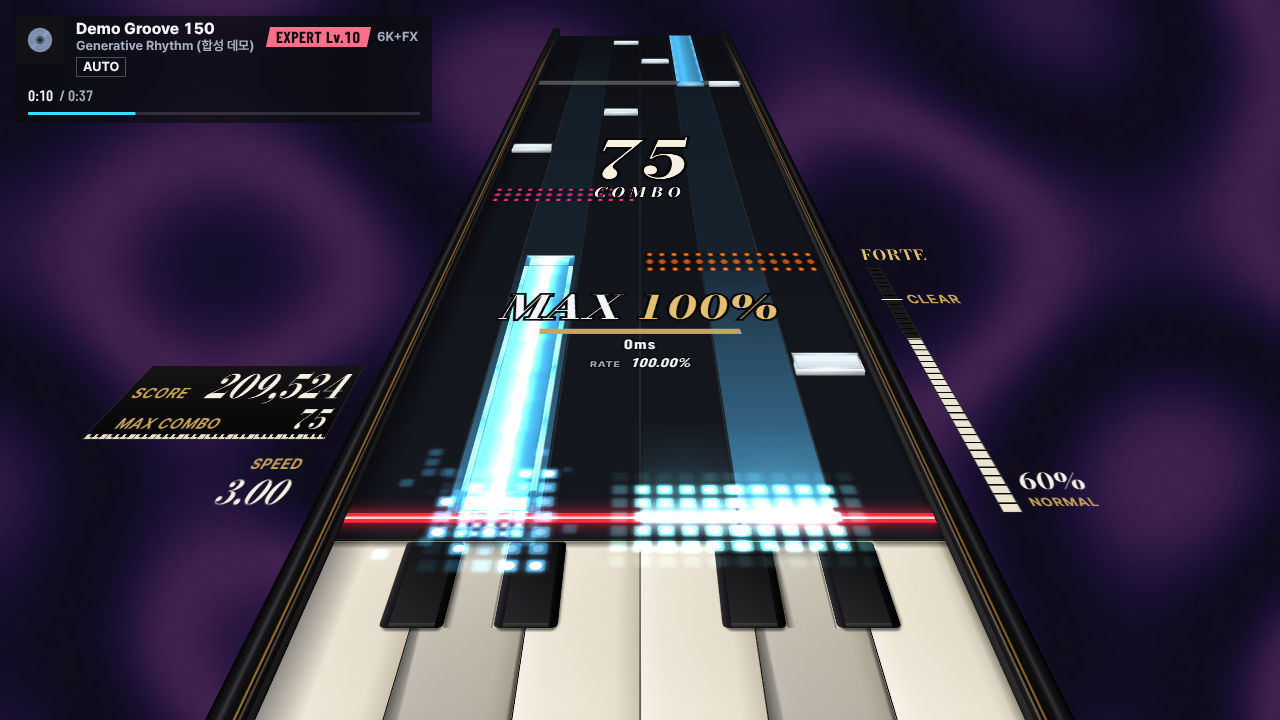 Demo Groove 150
Generative Rhythm (합성 데모)
EXPERT Lv.10
6K+FX
AUTO
0:10 / 0:37
75
COMBO
MAX 100%
0ms
RATE 100.00%
FORTE
CLEAR
SCORE 209,524
MAX COMBO 75
SPEED
3.00
60%
NORMAL